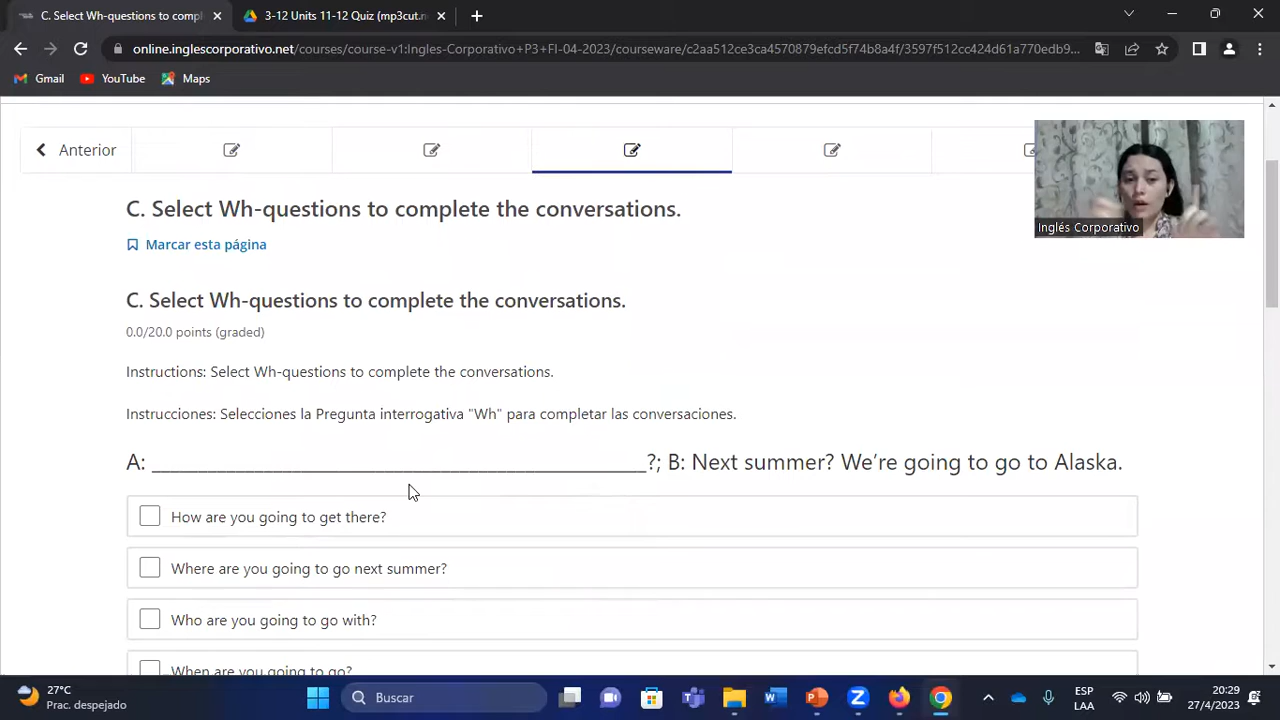 C. Select Wh-questions to compl
3-12 Units 11-12 Quiz (mp3cut.n
online.inglescorporativo.net/courses/course-v1:Ingles-Corporativo+P3+FI-04-2023/courseware/c2aa512ce3ca4570879efcd5f74b8a4f/3597f512cc424d61a770edb9...
Gmail YouTube Maps
Anterior
Inglés Corporativo
C. Select Wh-questions to complete the conversations.
Marcar esta página
C. Select Wh-questions to complete the conversations.
0.0/20.0 points (graded)
Instructions: Select Wh-questions to complete the conversations.
Instrucciones: Selecciones la Pregunta interrogativa "Wh" para completar las conversaciones.
A: ________________________________________?; B: Next summer? We're going to go to Alaska.
How are you going to get there?
Where are you going to go next summer?
Who are you going to go with?
When are you going to go?
27°C
Prac. despejado
Buscar
ESP
LAA
20:29
27/4/2023